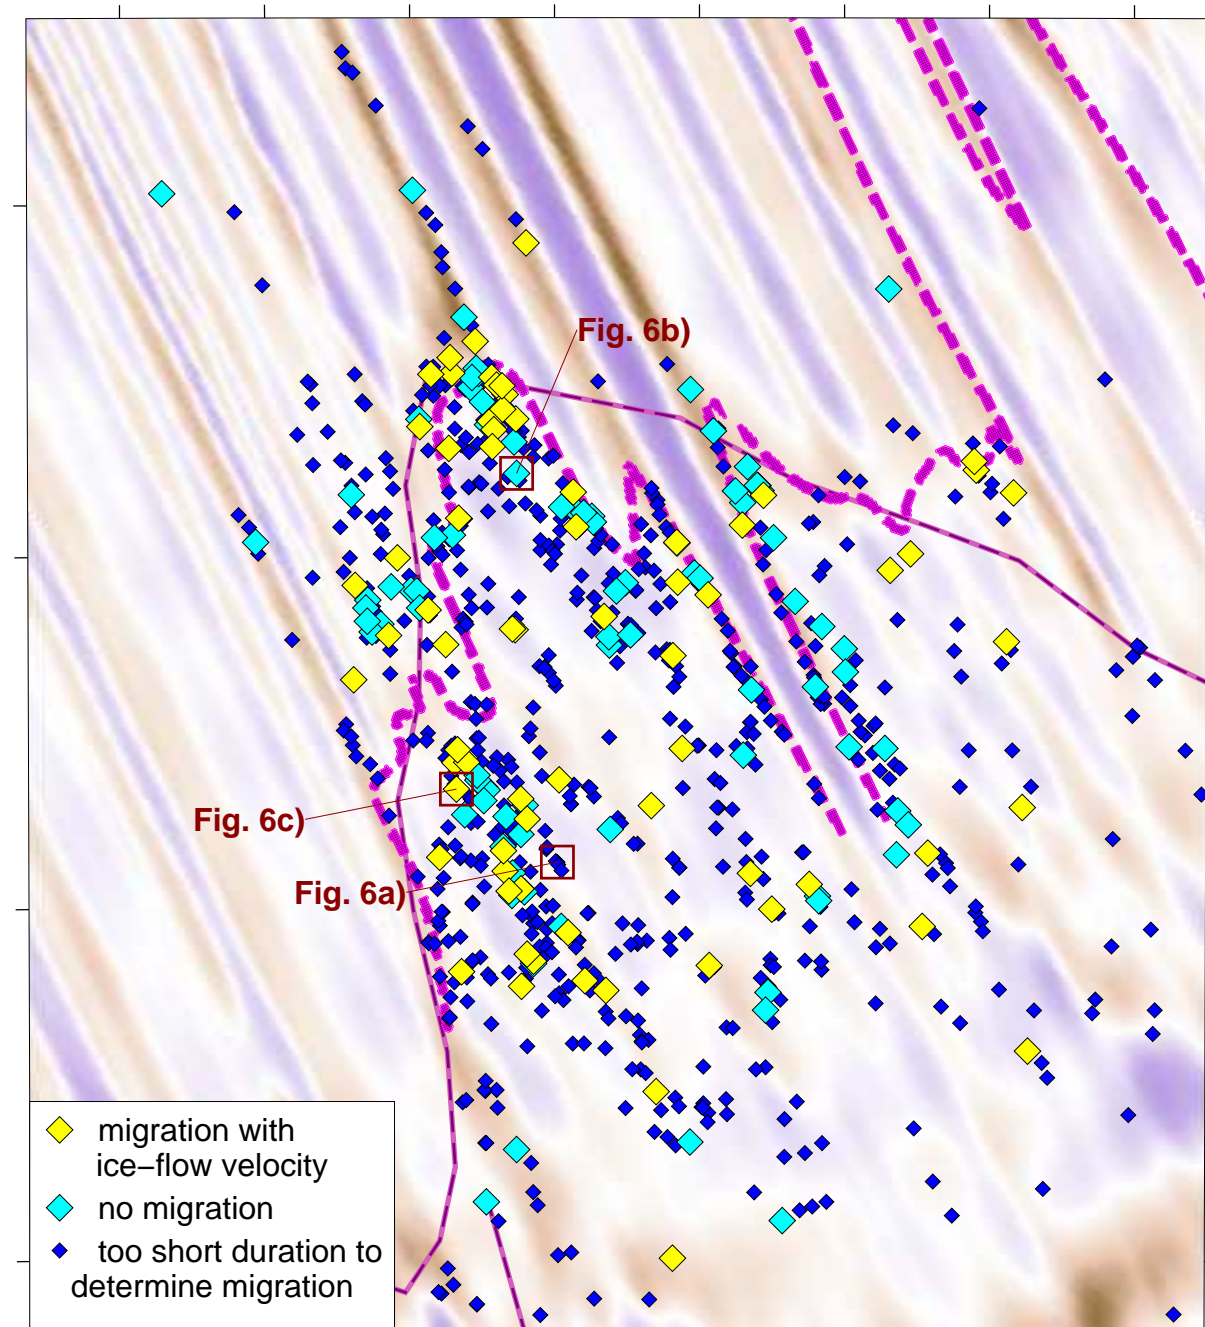 Fig. 6b)
Fig. 6c)
Fig. 6a)
migration with
ice−flow velocity
no migration
too short duration to
determine migration